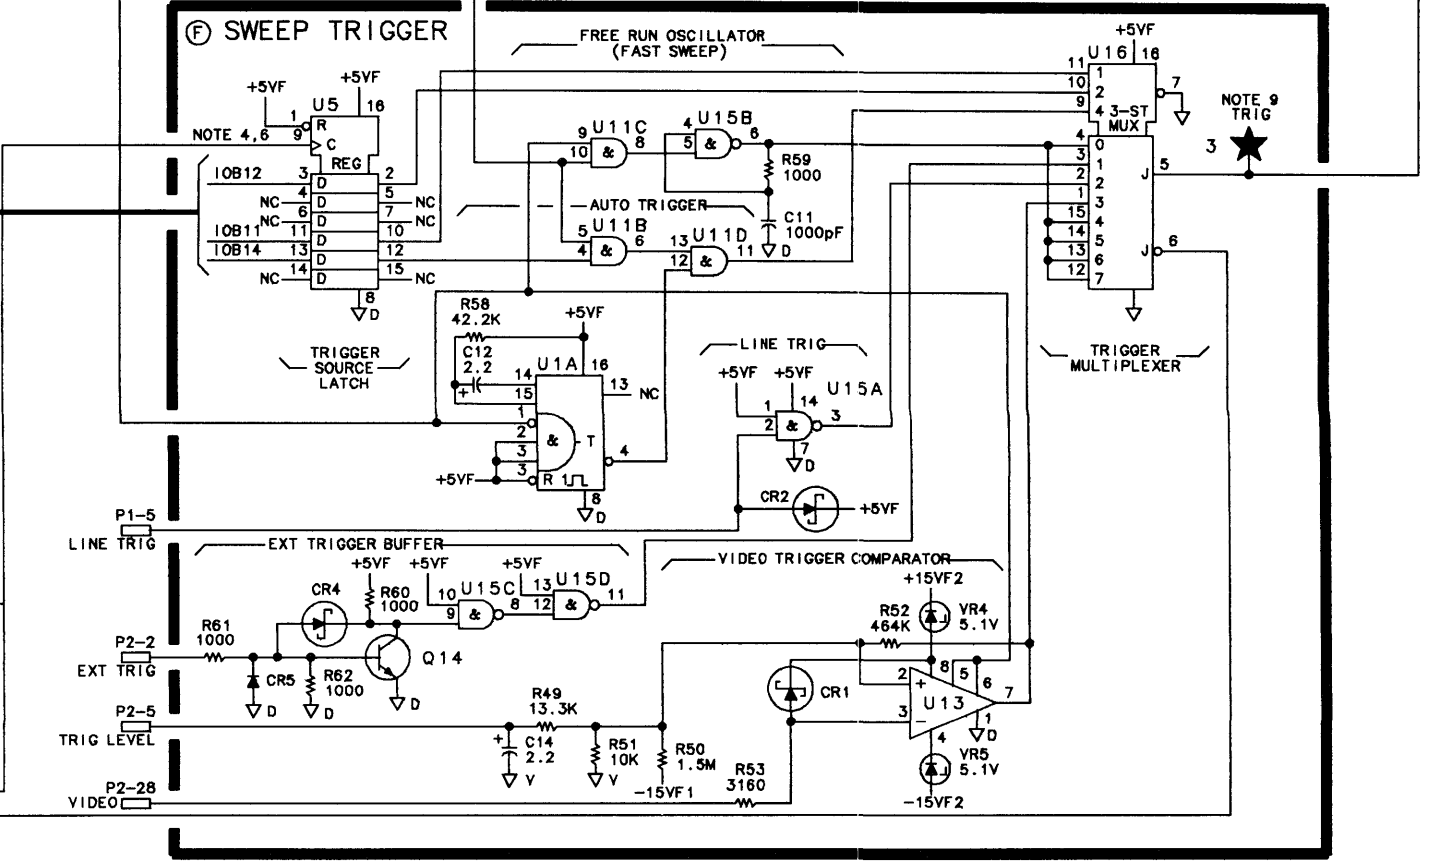 F SWEEP TRIGGER
FREE RUN OSCILLATOR
(FAST SWEEP)
+5VF
U16 16
11 1
10 2
9 4
3-ST
MUX
7
NOTE 9
TRIG
3
+5VF
+5VF
U5
16
1 R
NOTE 4,6 9 C
REG
IOB12 3 D 2
NC 4 D 5 NC
NC 6 D 7 NC
IOB11 11 D 10
IOB14 13 D 12
NC 14 D 15 NC
8
D
TRIGGER
SOURCE
LATCH
9
10
U11C
&
8
U15B
4
5
&
6
R59
1000
C11
1000pF
D
AUTO TRIGGER
U11B
5
4
&
6
U11D
13
12
&
11
4 0
3 1
2 2
1 3
15 4
14 5
13 6
12 7
J 5
J 6
TRIGGER
MULTIPLEXER
R58
42.2K
C12
2.2
+
+5VF
U1A 16
14
15
13 NC
1
2
3
3
& T
4
R 1
+5VF
8
D
LINE TRIG
+5VF +5VF
U15A
14
1
2
&
3
7
D
CR2
+5VF
P1-5
LINE TRIG
EXT TRIGGER BUFFER
+5VF
+5VF
+5VF
CR4
R60
1000
U15C
10
9
&
8
U15D
13
12
&
11
R61
1000
P2-2
EXT TRIG
CR5
D
R62
1000
D
Q14
D
VIDEO TRIGGER COMPARATOR
+15VF2
VR4
5.1V
R52
464K
CR1
2 +
3 -
U13
8
5
6
7
1
D
4
VR5
5.1V
-15VF2
P2-5
TRIG LEVEL
R49
13.3K
+
C14
2.2
V
R51
10K
V
R50
1.5M
-15VF1
R53
3160
P2-28
VIDEO